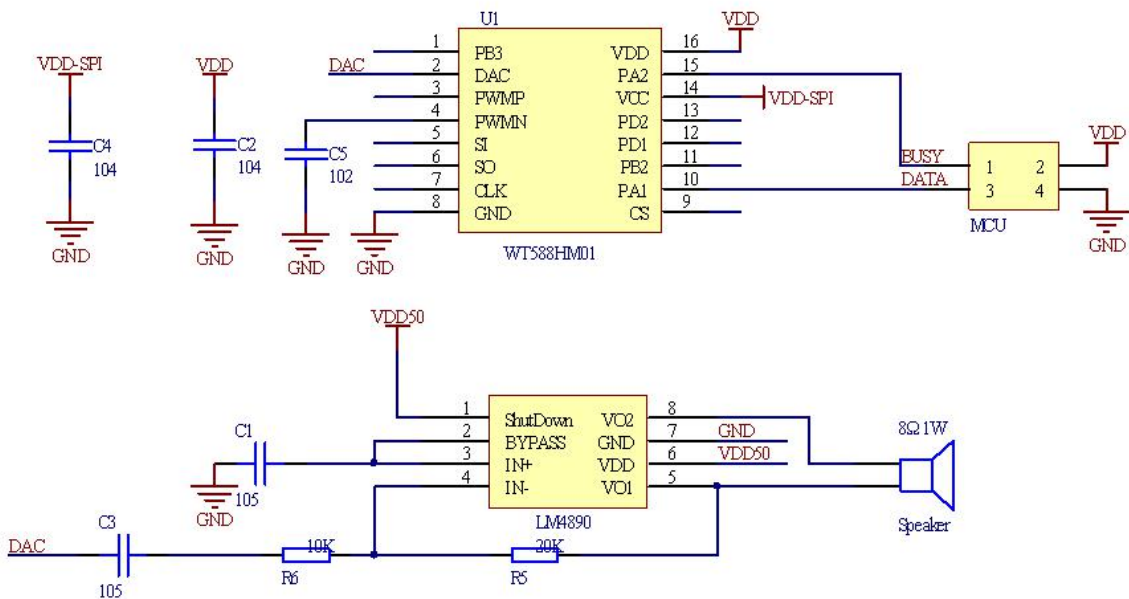 U1
VDD
1 PB3 VDD 16
DAC 2 DAC PA2 15
3 PWMP VCC 14 VDD-SPI
4 PWMN PD2 13
5 SI PD1 12
6 SO PB2 11
7 CLK PA1 10
8 GND CS 9
WT588HM01
VDD-SPI
C4
104
GND
VDD
C2
104
GND
C5
102
GND
GND
BUSY
DATA
1 2
3 4
MCU
VDD
GND
VDD50
1 ShutDown VO2 8
2 BYPASS GND 7 GND
3 IN+ VDD 6 VDD50
4 IN- VO1 5
LM4890
C1
105
GND
8Ω 1W
Speaker
DAC
C3
105
10K
R6
20K
R5